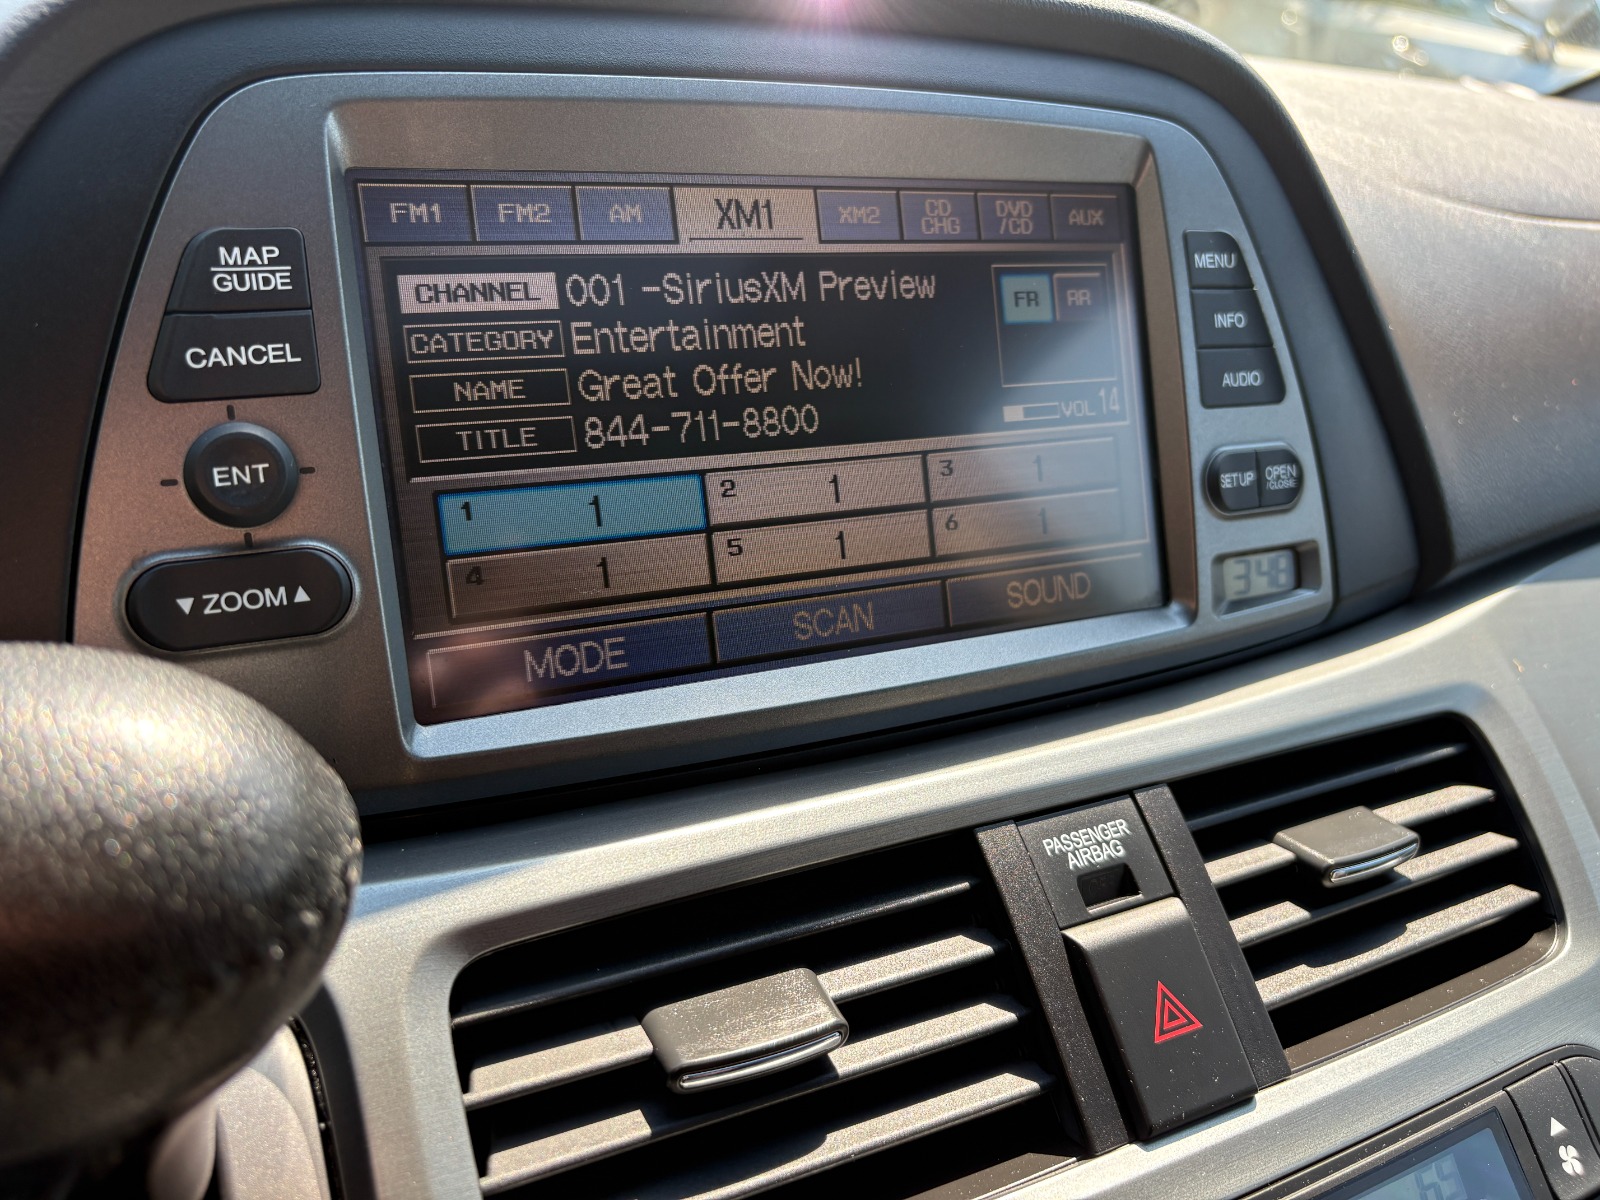 FM1 FM2 AM XM1 XM2 CD CHG DVD /CD AUX
CHANNEL 001 -SiriusXM Preview
CATEGORY Entertainment
NAME Great Offer Now!
TITLE 844-711-8800
FR RR
VOL 14
1 1 2 1 3 1
4 1 5 1 6 1
MODE SCAN SOUND
MAP
GUIDE
CANCEL
ENT
▼ ZOOM ▲
MENU
INFO
AUDIO
SETUP
OPEN
/CLOSE
3:48
PASSENGER
AIRBAG